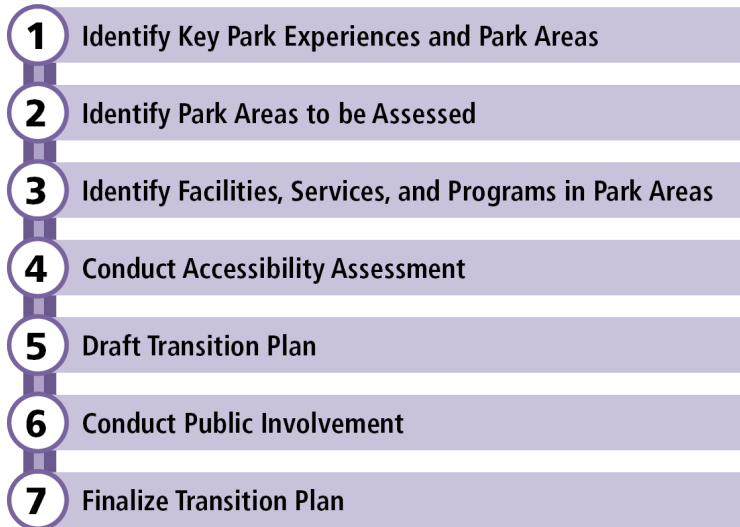 1 Identify Key Park Experiences and Park Areas
2 Identify Park Areas to be Assessed
3 Identify Facilities, Services, and Programs in Park Areas
4 Conduct Accessibility Assessment
5 Draft Transition Plan
6 Conduct Public Involvement
7 Finalize Transition Plan